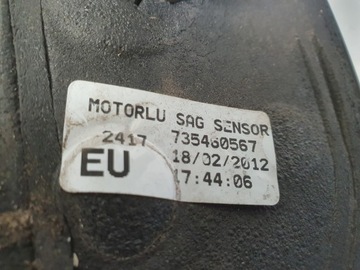 MOTORLU SAG SENSOR
2417 735460567
EU 18/02/2012
17:44:06